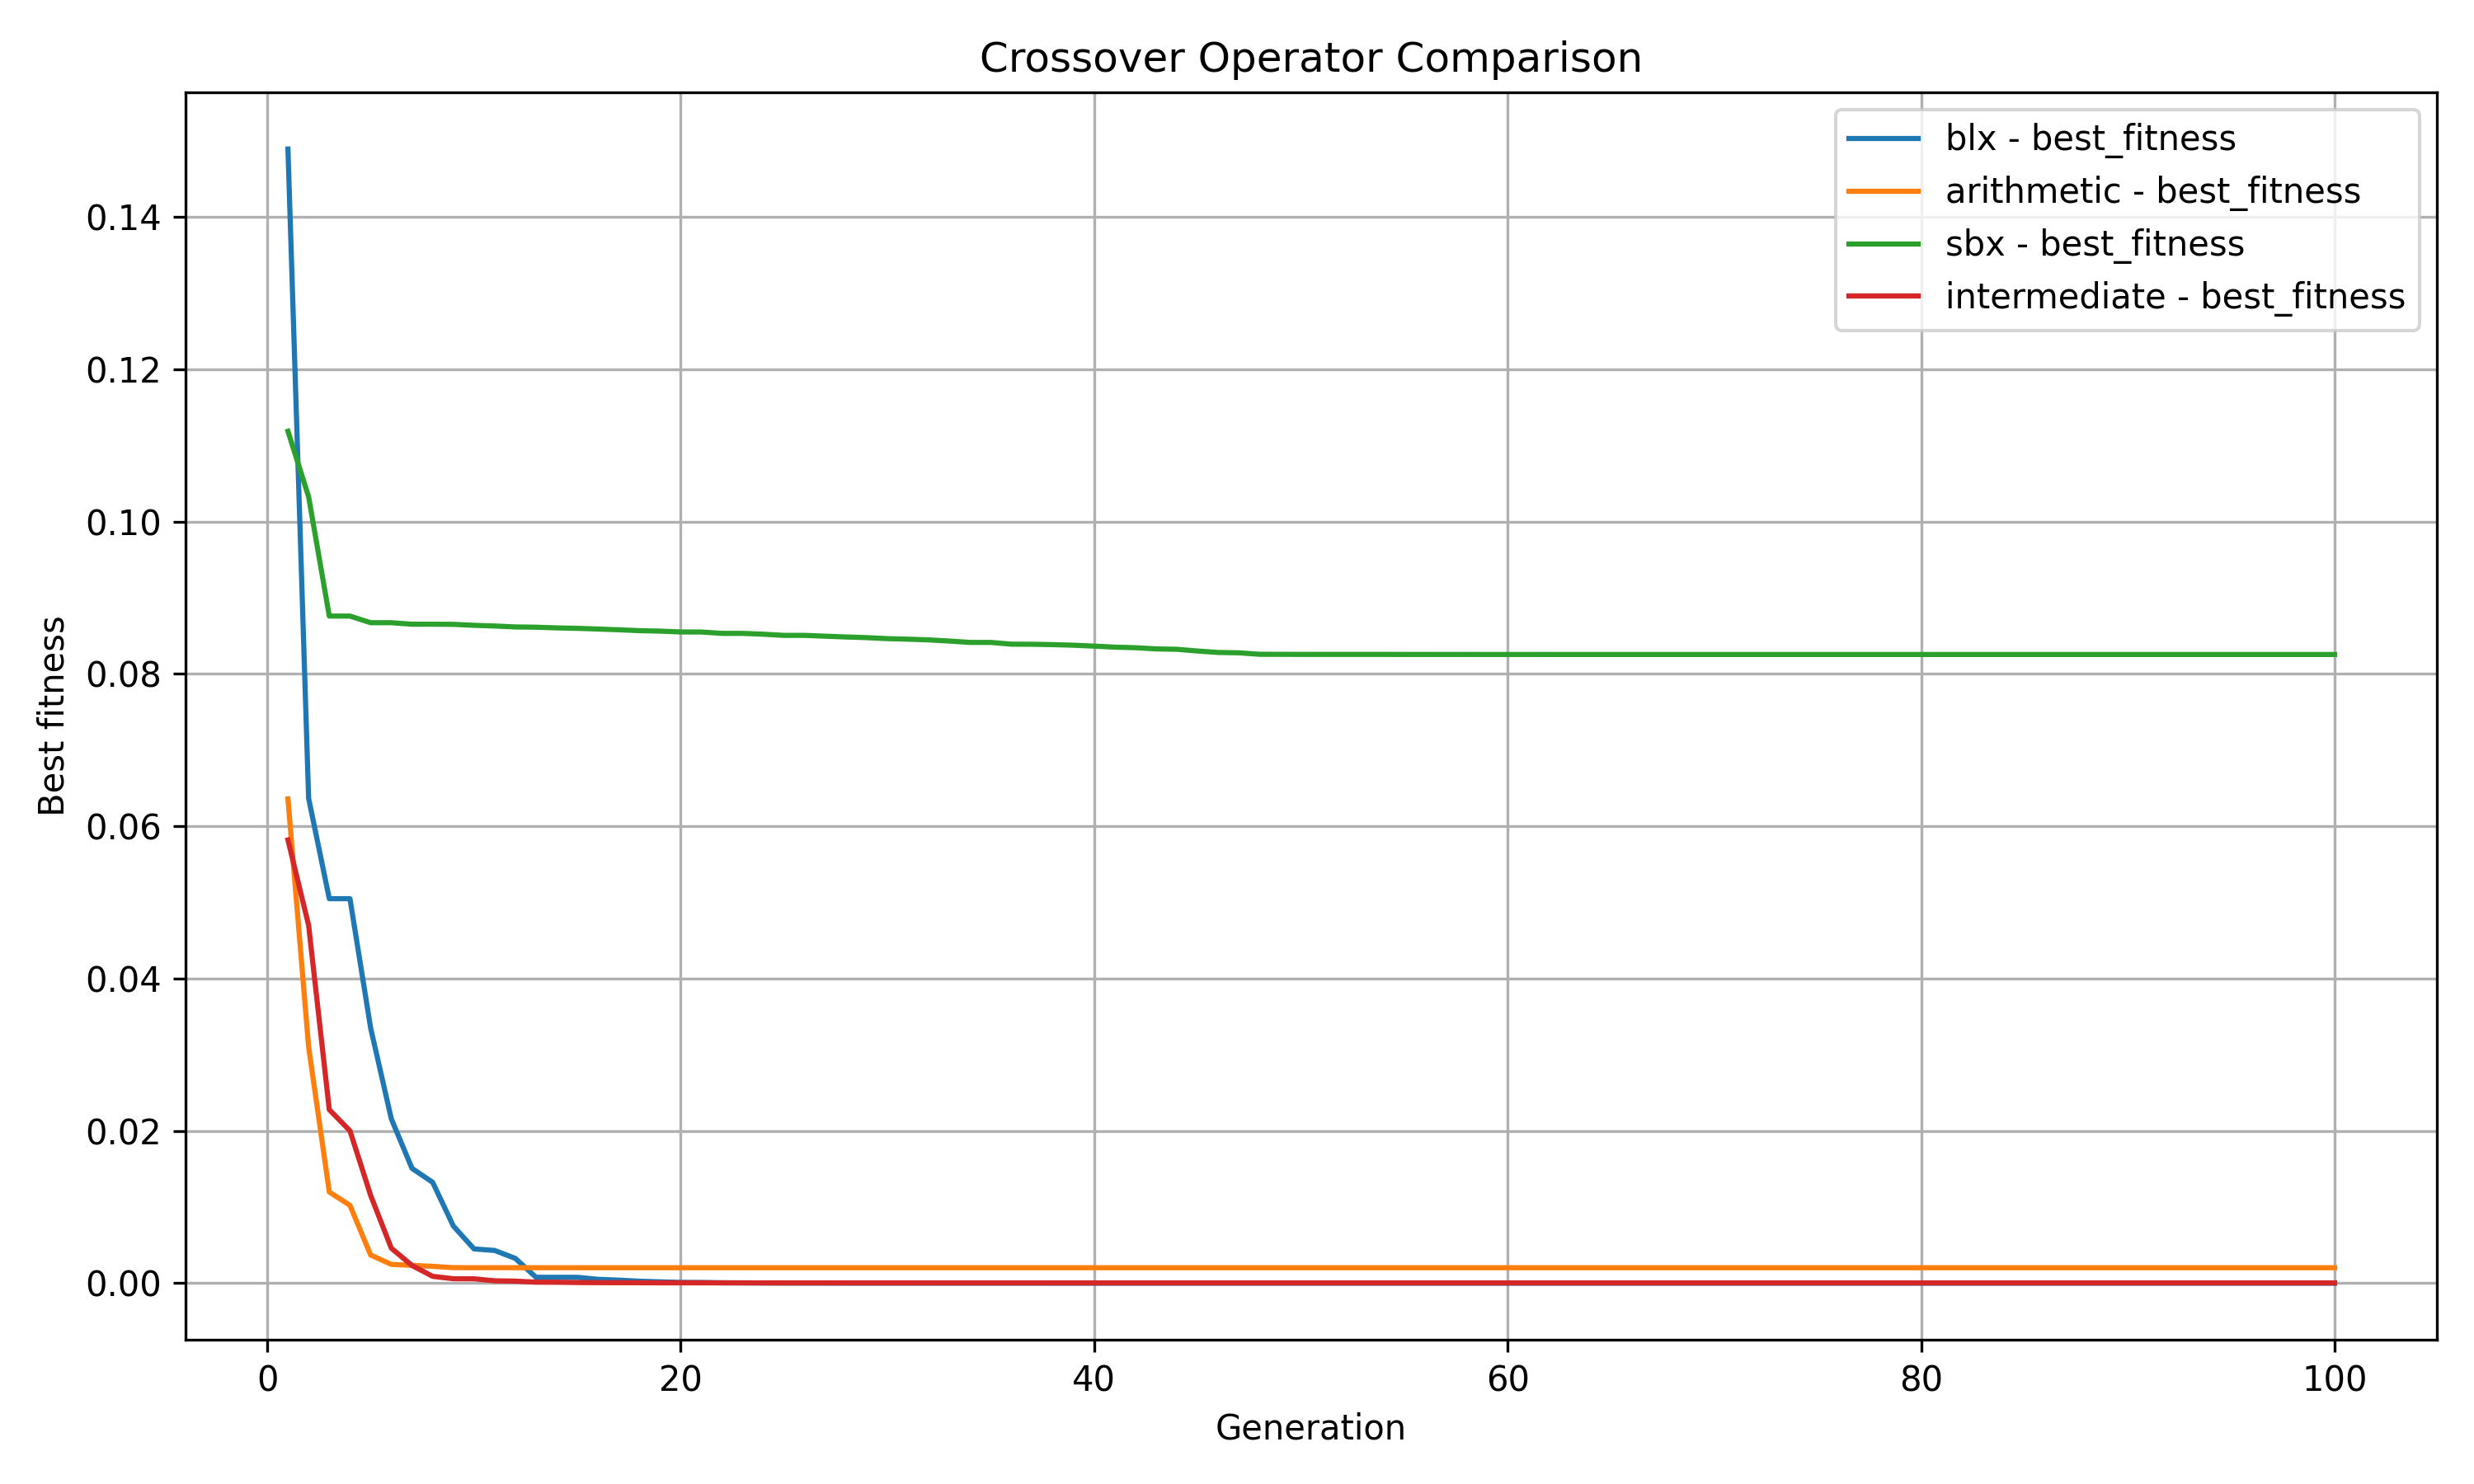 Crossover Operator Comparison
blx - best_fitness
arithmetic - best_fitness
sbx - best_fitness
intermediate - best_fitness
Best fitness
0.14
0.12
0.10
0.08
0.06
0.04
0.02
0.00
0 20 40 60 80 100
Generation